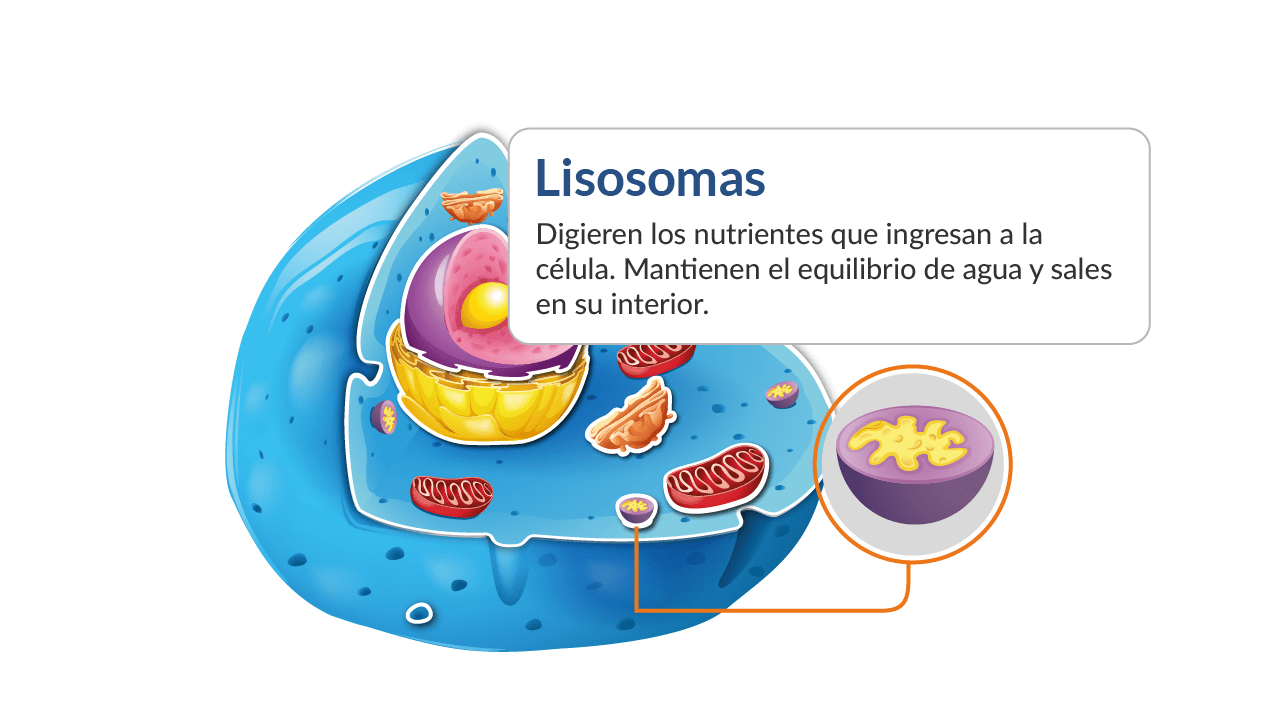 Lisosomas
Digieren los nutrientes que ingresan a la
célula. Mantienen el equilibrio de agua y sales
en su interior.